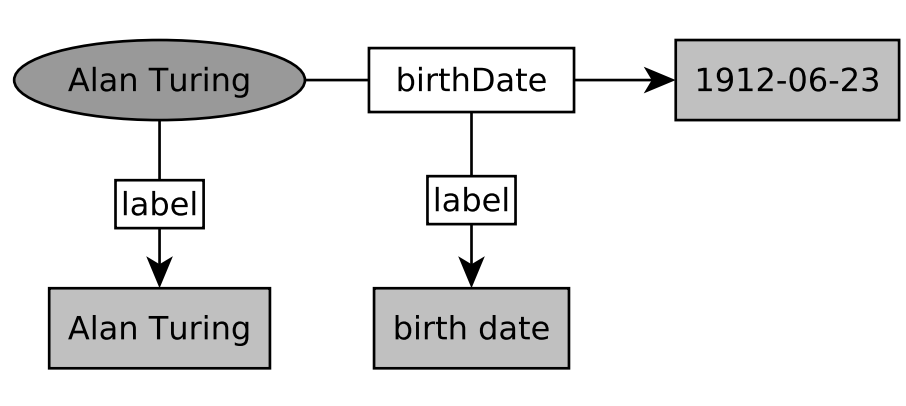 Alan Turing
birthDate
1912-06-23
label
label
Alan Turing
birth date